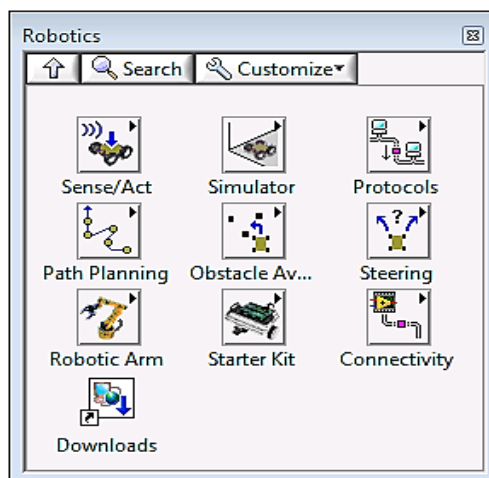 Robotics
Search Customize
Sense/Act Simulator Protocols
?
Path Planning Obstacle Av... Steering
Robotic Arm Starter Kit Connectivity
Downloads